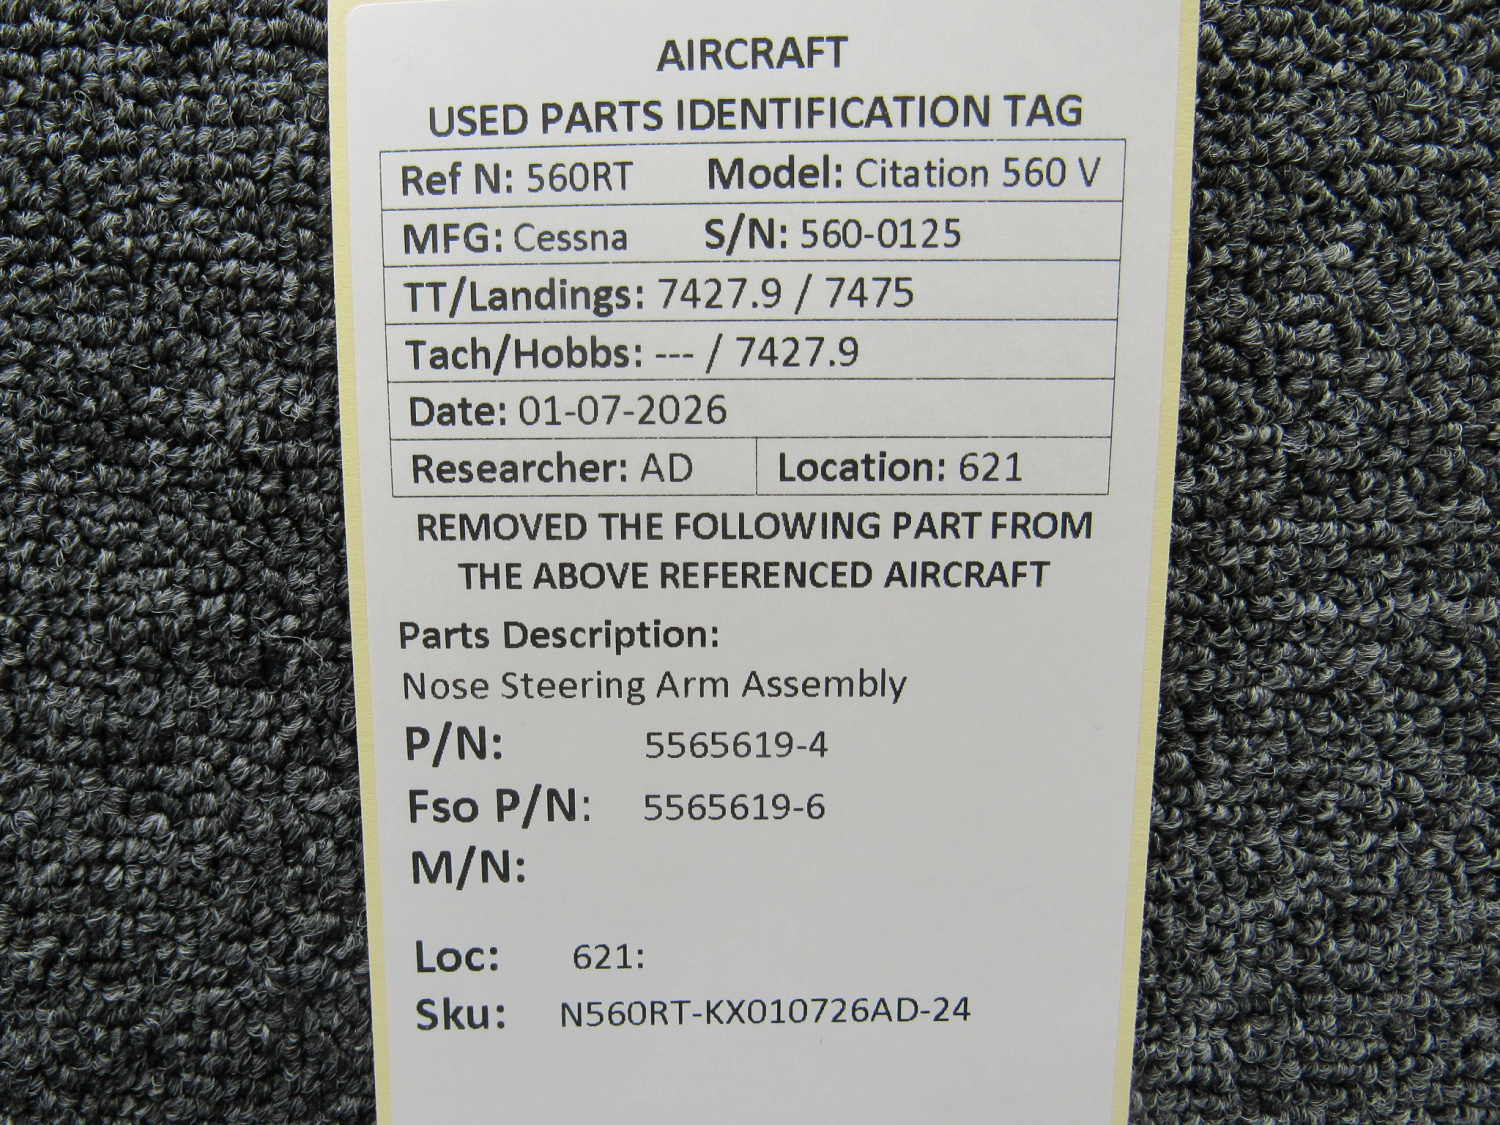 AIRCRAFT
USED PARTS IDENTIFICATION TAG
Ref N: 560RT Model: Citation 560 V
MFG: Cessna S/N: 560-0125
TT/Landings: 7427.9 / 7475
Tach/Hobbs: --- / 7427.9
Date: 01-07-2026
Researcher: AD Location: 621
REMOVED THE FOLLOWING PART FROM
THE ABOVE REFERENCED AIRCRAFT
Parts Description:
Nose Steering Arm Assembly
P/N: 5565619-4
Fso P/N: 5565619-6
M/N:
Loc: 621:
Sku: N560RT-KX010726AD-24